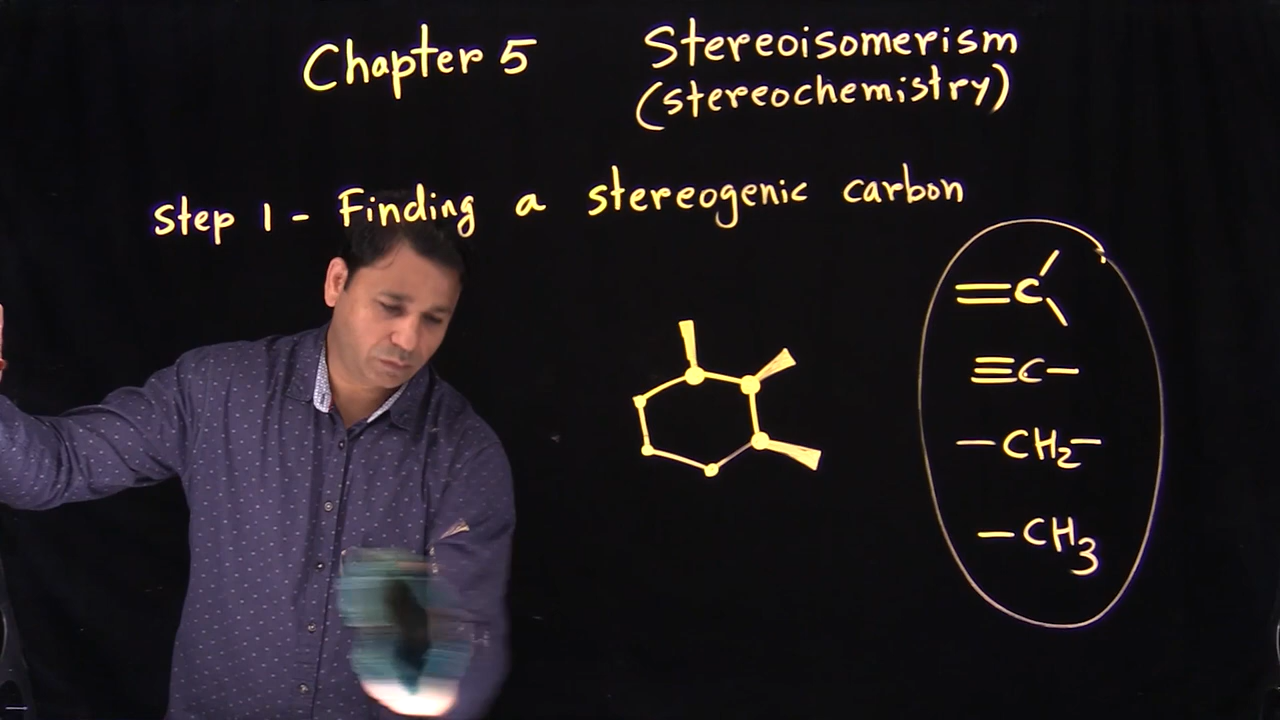 Chapter 5
Stereoisomerism
(stereochemistry)
Step 1 - Finding a stereogenic carbon
=C
≡C-
-CH₂-
-CH₃